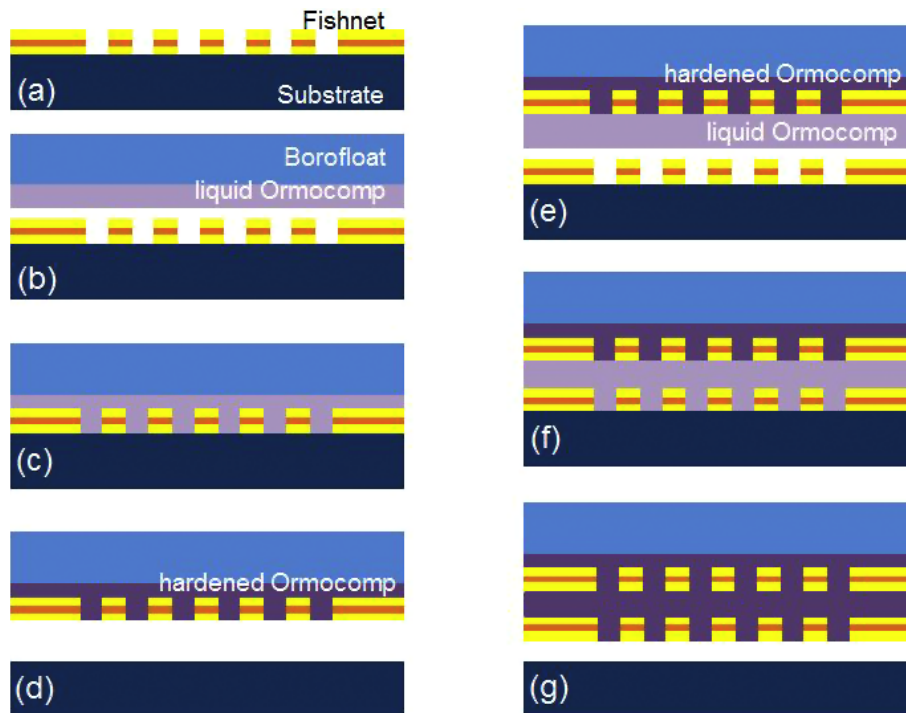 Fishnet
(a)
Substrate
Borofloat
liquid Ormocomp
(b)
(c)
hardened Ormocomp
(d)
hardened Ormocomp
liquid Ormocomp
(e)
(f)
(g)